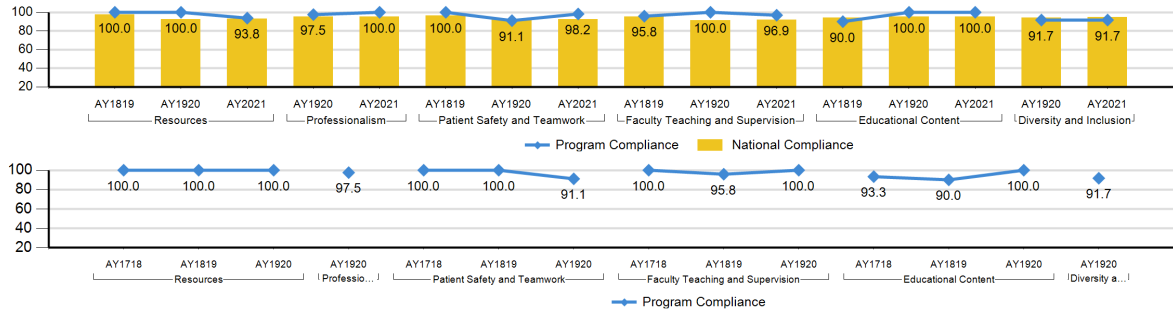 100
80
60
40
20
100.0 100.0 93.8 97.5 100.0 100.0 91.1 98.2 95.8 100.0 96.9 90.0 100.0 100.0 91.7 91.7
AY1819 AY1920 AY2021 AY1920 AY2021 AY1819 AY1920 AY2021 AY1819 AY1920 AY2021 AY1819 AY1920 AY2021 AY1920 AY2021
Resources Professionalism Patient Safety and Teamwork Faculty Teaching and Supervision Educational Content Diversity and Inclusion
Program Compliance National Compliance
100
80
60
40
20
100.0 100.0 100.0 97.5 100.0 100.0 91.1 100.0 95.8 100.0 93.3 90.0 100.0 91.7
AY1718 AY1819 AY1920 AY1920 AY1718 AY1819 AY1920 AY1718 AY1819 AY1920 AY1718 AY1819 AY1920 AY1920
Resources Professio... Patient Safety and Teamwork Faculty Teaching and Supervision Educational Content Diversity a...
Program Compliance